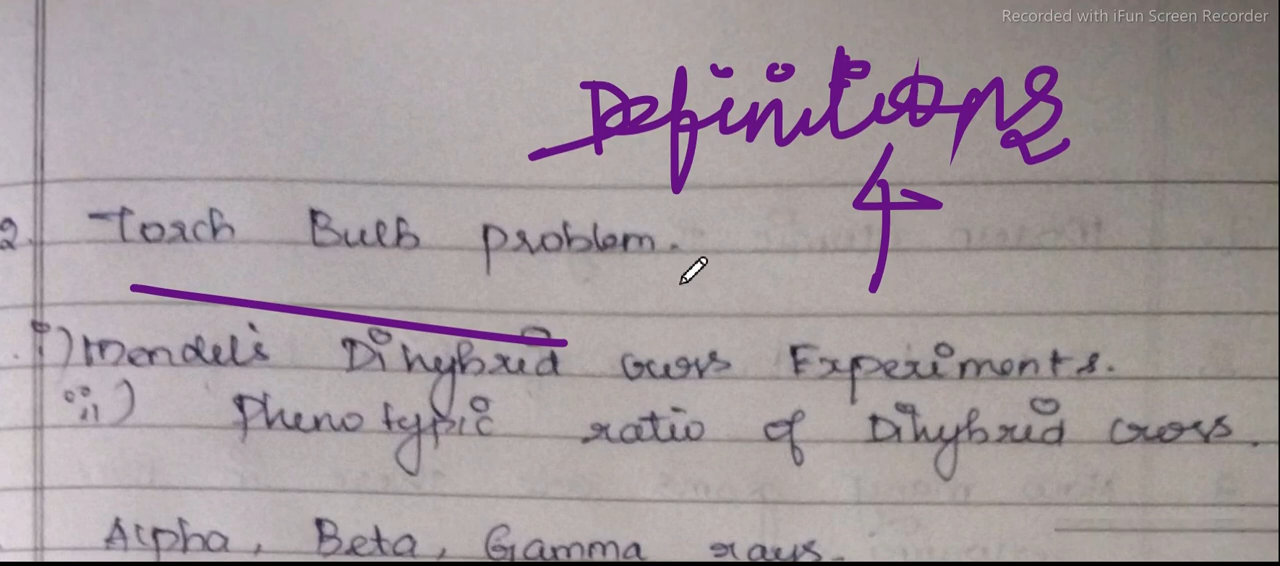 Recorded with iFun Screen Recorder
Definitions
2. Torch Bulb problem.
i) Mendel's Dihybrid cross Experiments.
ii) Phenotypic ratio of Dihybrid cross.
Alpha, Beta, Gamma rays.